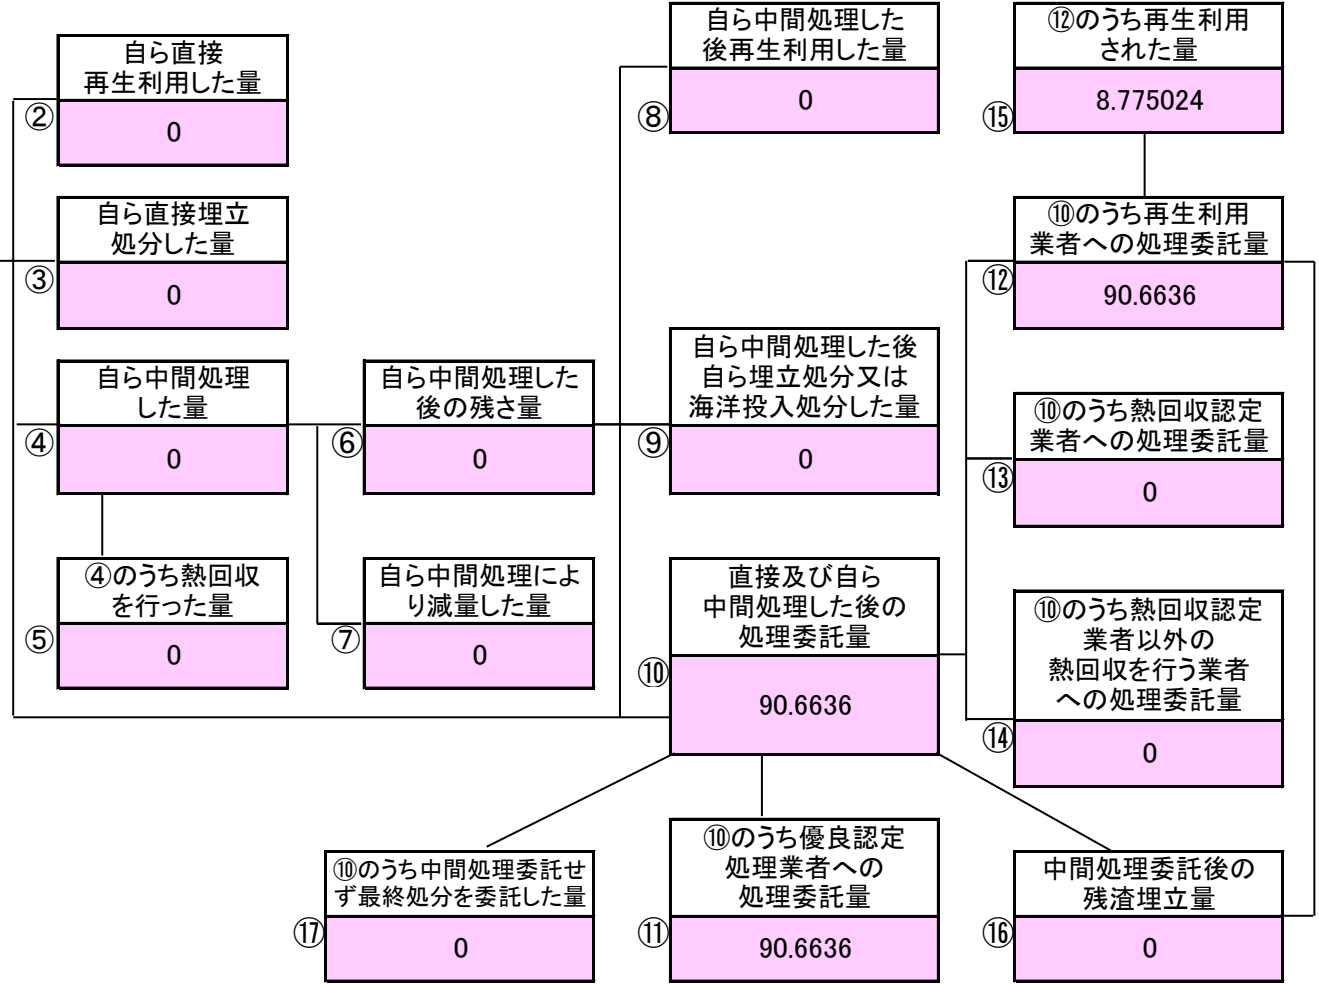 自ら直接
再生利用した量
②
0
自ら直接埋立
処分した量
③
0
自ら中間処理
した量
④
0
④のうち熱回収
を行った量
⑤
0
自ら中間処理した
後の残さ量
⑥
0
自ら中間処理によ
り減量した量
⑦
0
自ら中間処理した
後再生利用した量
⑧
0
自ら中間処理した後
自ら埋立処分又は
海洋投入処分した量
⑨
0
直接及び自ら
中間処理した後の
処理委託量
⑩
90.6636
⑩のうち優良認定
処理業者への
処理委託量
⑪
90.6636
⑫のうち再生利用
された量
⑮
8.775024
⑩のうち再生利用
業者への処理委託量
⑫
90.6636
⑩のうち熱回収認定
業者への処理委託量
⑬
0
⑩のうち熱回収認定
業者以外の
熱回収を行う業者
への処理委託量
⑭
0
中間処理委託後の
残渣埋立量
⑯
0
⑩のうち中間処理委託せ
ず最終処分を委託した量
⑰
0